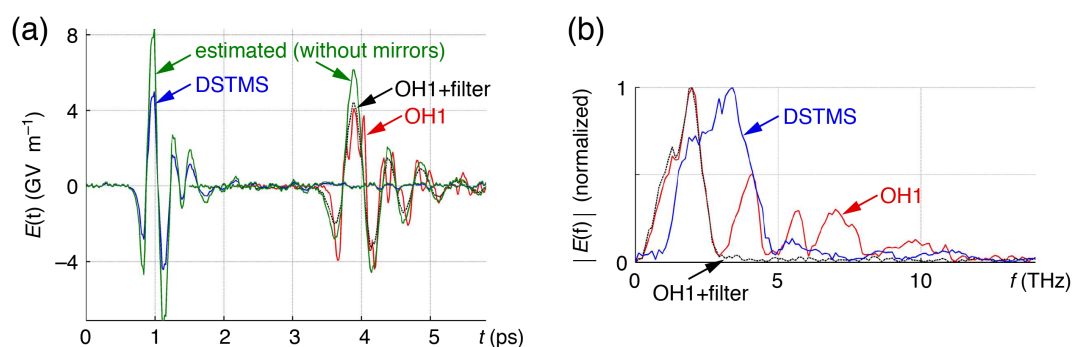 (a)
8
4
0
−4
E(t) (GV m⁻¹)
estimated (without mirrors)
DSTMS
OH1+filter
OH1
0 1 2 3 4 5 t (ps)
(b)
1
0
| E(f) | (normalized)
DSTMS
OH1
OH1+filter
0 5 10 f (THz)